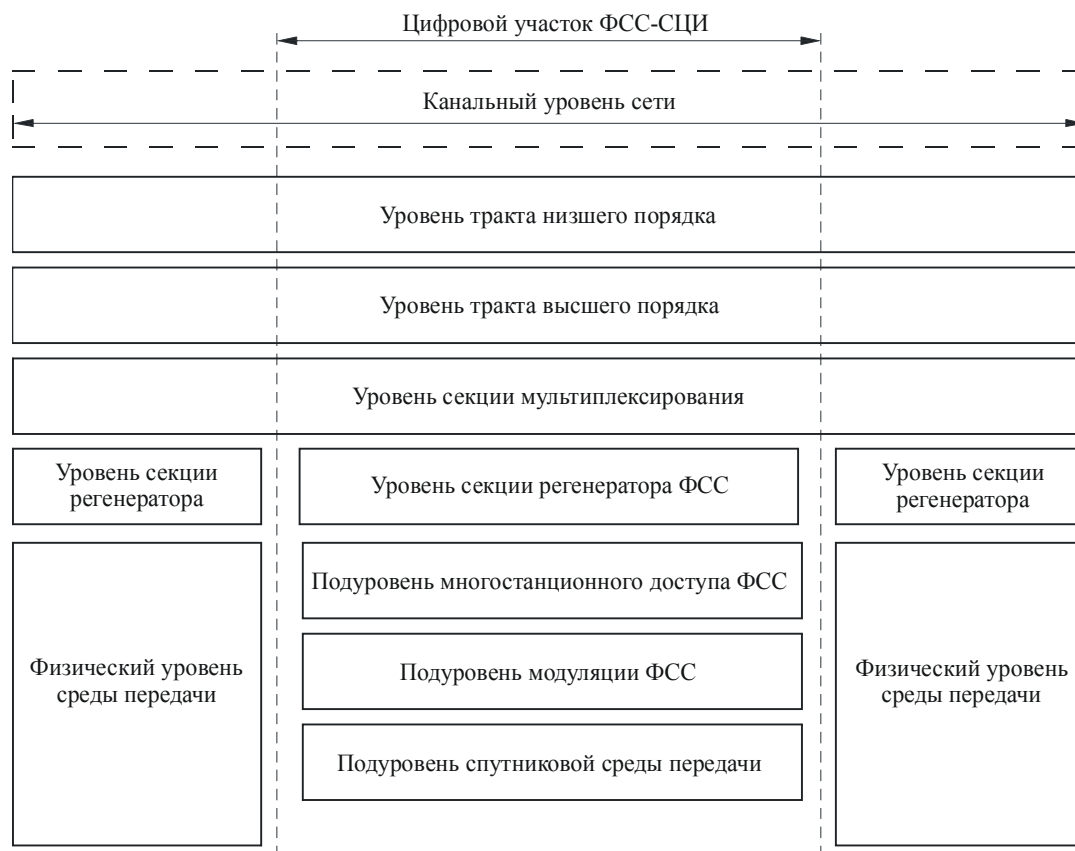 Цифровой участок ФСС-СЦИ
Канальный уровень сети
Уровень тракта низшего порядка
Уровень тракта высшего порядка
Уровень секции мультиплексирования
Уровень секции
регенератора
Уровень секции регенератора ФСС
Уровень секции
регенератора
Подуровень многостанционного доступа ФСС
Физический уровень
среды передачи
Подуровень модуляции ФСС
Физический уровень
среды передачи
Подуровень спутниковой среды передачи